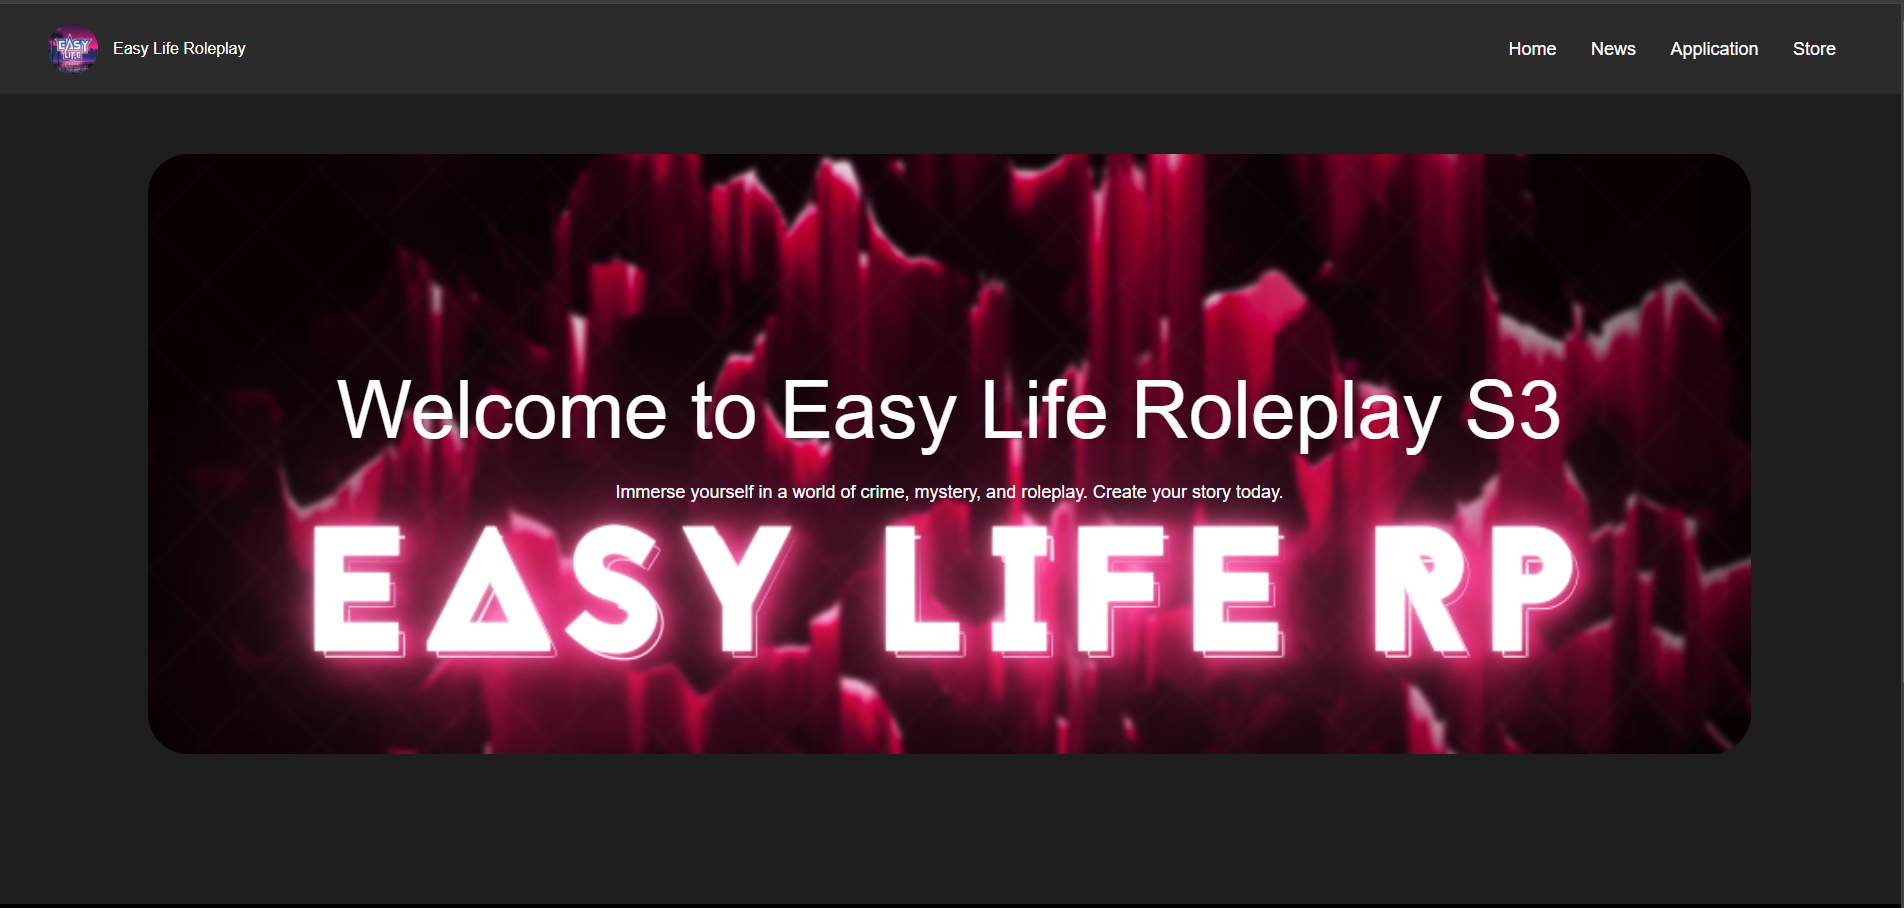 EASY
LIFE
Easy Life Roleplay
Home News Application Store
Welcome to Easy Life Roleplay S3
Immerse yourself in a world of crime, mystery, and roleplay. Create your story today.
EASY LIFE RP